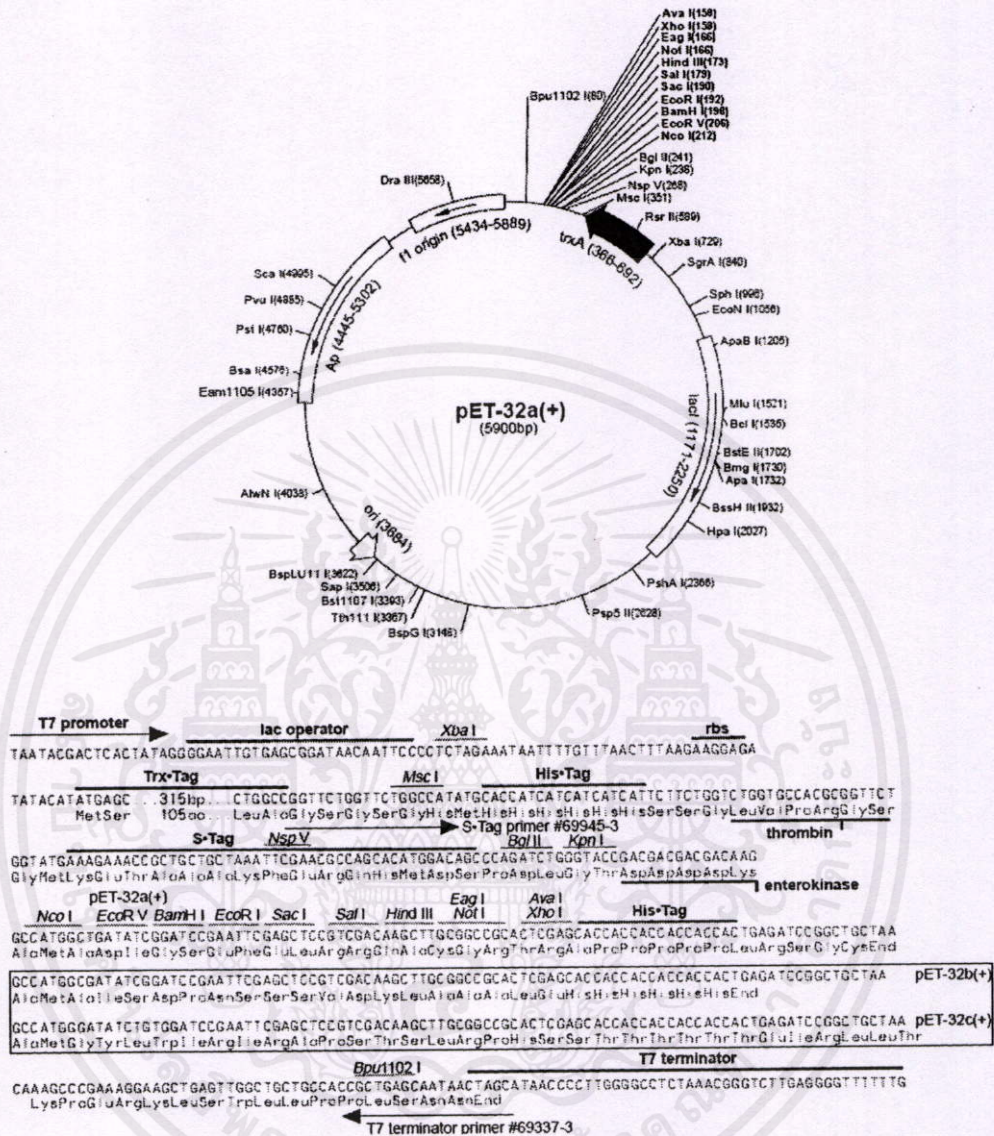 Ava I(158)
Xho I(158)
Eag I(166)
Not I(166)
Hind III(173)
Sal I(179)
Sac I(190)
EcoR I(192)
BamH I(198)
EcoR V(206)
Nco I(212)
Bpu1102 I(80)
Bgl II(241)
Kpn I(238)
Nsp V(268)
Msc I(351)
Dra III(5658)
Rsr II(589)
f1 origin (5434-5889)
trxA (366-692)
Xba I(729)
SgrA I(840)
Sca I(4995)
Sph I(996)
EcoN I(1056)
Pvu I(4885)
Pst I(4760)
Ap (4445-5302)
ApaB I(1205)
Bsa I(4576)
Eam1105 I(4357)
pET-32a(+)
(5900bp)
lacI (1171-2250)
Mlu I(1521)
Bcl I(1535)
BstE II(1702)
Bmg I(1730)
Apa I(1732)
AlwN I(4038)
BssH II(1932)
Hpa I(2027)
ori (3684)
BspLU11 I(3622)
Sap I(3506)
Bst1107 I(3393)
Tth111 I(3367)
BspG I(3148)
PshA I(2366)
Psp5 II(2628)
T7 promoter lac operator Xba I rbs
TAATACGACTCACTATAGGGGAATTGTGAGCGGATAACAATTCCCCTCTAGAAATAATTTTGTTTAACTTTAAGAAGGAGA
Trx•Tag Msc I His•Tag
TATACATATGAGC ...315bp... CTGGCCGGTTCTGGTTCTGGCCATATGCACCATCATCATCATCATTCTTCTGGTCTGGTGCCACGCGGTTCT
MetSer 105aa LeuAlaGlySerGlySerGlyHisMetHisHisHisHisHisHisSerSerGlyLeuValProArgGlySer
S•Tag primer #69945-3 thrombin
S•Tag Nsp V Bgl II Kpn I
GGTATGAAAGAAACCGCTGCTGCTAAATTCGAACGCCAGCACATGGACAGCCCAGATCTGGGTACCGACGACGACGACAAG
GlyMetLysGluThrAlaAlaAlaLysPheGluArgGlnHisMetAspSerProAspLeuGlyThrAspAspAspAspLys
enterokinase
pET-32a(+) Eag I Ava I
Nco I EcoR V BamH I EcoR I Sac I Sal I Hind III Not I Xho I His•Tag
GCCATGGCTGATATCGGATCCGAATTCGAGCTCCGTCGACAAGCTTGCGGCCGCACTCGAGCACCACCACCACCACCACTGAGATCCGGCTGCTAA
AlaMetAlaAspIleGlySerGluPheGluLeuArgArgGlnAlaCysGlyArgThrArgAlaProProProProProLeuArgSerGlyCysEnd
GCCATGGCGATATCGGATCCGAATTCGAGCTCCGTCGACAAGCTTGCGGCCGCACTCGAGCACCACCACCACCACCACTGAGATCCGGCTGCTAA pET-32b(+)
AlaMetAlaIleSerAspProAsnSerSerSerValAspLysLeuAlaAlaAlaLeuGluHisHisHisHisHisHisEnd
GCCATGGGATATCTGTGGATCCGAATTCGAGCTCCGTCGACAAGCTTGCGGCCGCACTCGAGCACCACCACCACCACCACTGAGATCCGGCTGCTAA pET-32c(+)
AlaMetGlyTyrLeuTrpIleArgIleArgAlaProSerThrSerLeuArgProHisSerSerThrThrThrThrThrThrGluIleArgLeuLeuThr
Bpu1102 I T7 terminator
CAAAGCCCGAAAGGAAGCTGAGTTGGCTGCTGCCACCGCTGAGCAATAACTAGCATAACCCCTTGGGGCCTCTAAACGGGTCTTGAGGGGTTTTTTG
LysProGluArgLysLeuSerTrpLeuLeuProProLeuSerAsnAsnEnd
T7 terminator primer #69337-3